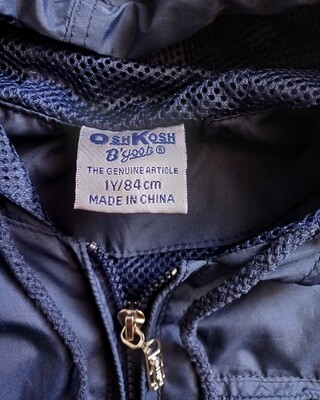 OSHKOSH
B'gosh®
THE GENUINE ARTICLE
1Y/84cm
MADE IN CHINA